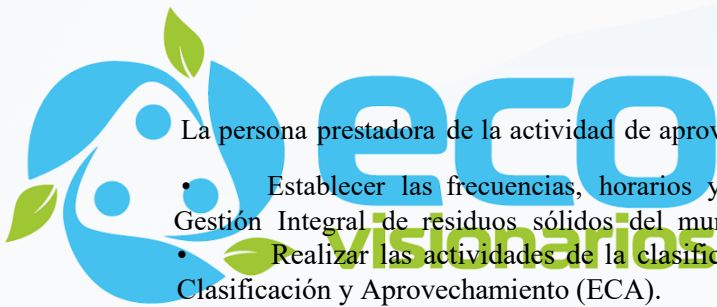 eco
visionarios
La persona prestadora de la actividad de aprov
• Establecer las frecuencias, horarios y
Gestión Integral de residuos sólidos del mun
• Realizar las actividades de la clasific
Clasificación y Aprovechamiento (ECA).